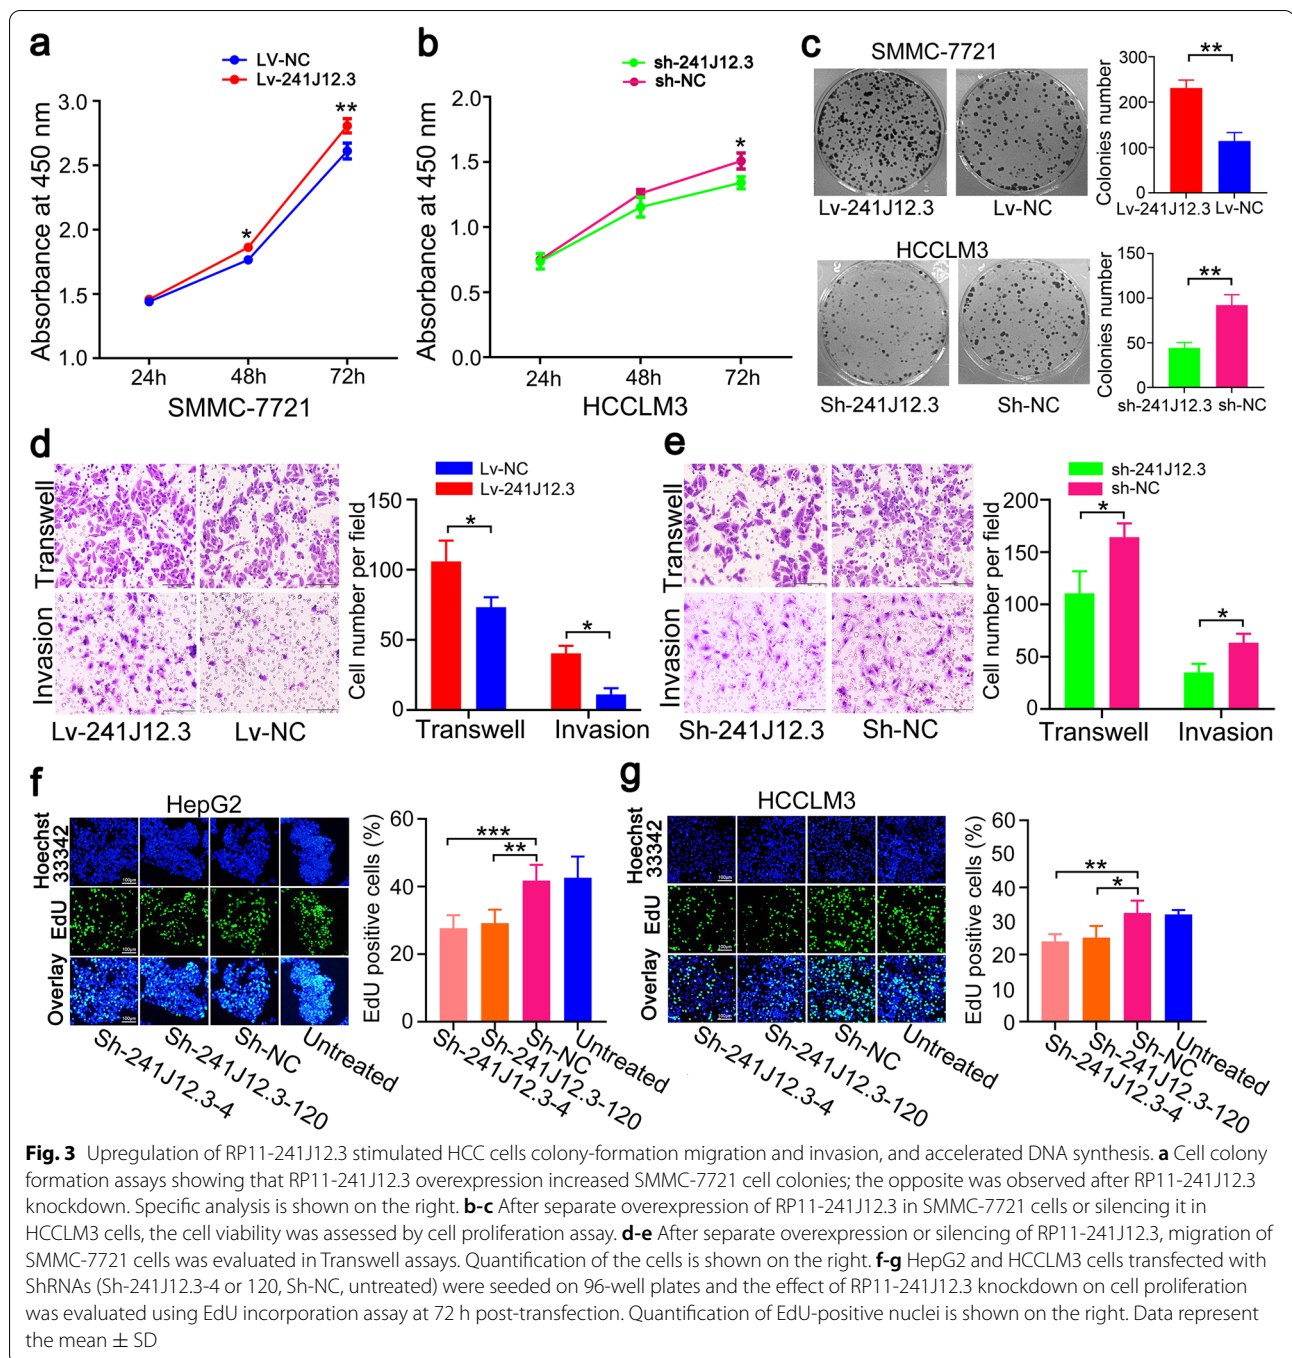 a
LV-NC
Lv-241J12.3
Absorbance at 450 nm
3.0
2.5
2.0
1.5
1.0
*
**
24h 48h 72h
SMMC-7721
b
sh-241J12.3
sh-NC
Absorbance at 450 nm
2.0
1.5
1.0
0.5
0.0
*
24h 48h 72h
HCCLM3
c
SMMC-7721
Lv-241J12.3 Lv-NC
Colonies number
300
200
100
0
**
Lv-241J12.3 Lv-NC
HCCLM3
Sh-241J12.3 Sh-NC
Colonies number
150
100
50
0
**
sh-241J12.3 sh-NC
d
Transwell
Invasion
Lv-241J12.3 Lv-NC
Lv-NC
Lv-241J12.3
Cell number per field
150
100
50
0
*
*
Transwell Invasion
e
Transwell
Invasion
Sh-241J12.3 Sh-NC
sh-241J12.3
sh-NC
Cell number per field
200
150
100
50
0
*
*
Transwell Invasion
f
HepG2
Hoechst
33342
EdU
Overlay
100μm
100μm
100μm
Sh-241J12.3-4
Sh-241J12.3-120
Sh-NC
Untreated
EdU positive cells (%)
60
40
20
0
***
**
Sh-241J12.3-4
Sh-241J12.3-120
Sh-NC
Untreated
g
HCCLM3
Hoechst
33342
EdU
Overlay
100μm
100μm
100μm
Sh-241J12.3-4
Sh-241J12.3-120
Sh-NC
Untreated
EdU positive cells (%)
60
50
40
30
20
10
0
**
*
Sh-241J12.3-4
Sh-241J12.3-120
Sh-NC
Untreated
Fig. 3 Upregulation of RP11-241J12.3 stimulated HCC cells colony-formation migration and invasion, and accelerated DNA synthesis. a Cell colony
formation assays showing that RP11-241J12.3 overexpression increased SMMC-7721 cell colonies; the opposite was observed after RP11-241J12.3
knockdown. Specific analysis is shown on the right. b-c After separate overexpression of RP11-241J12.3 in SMMC-7721 cells or silencing it in
HCCLM3 cells, the cell viability was assessed by cell proliferation assay. d-e After separate overexpression or silencing of RP11-241J12.3, migration of
SMMC-7721 cells was evaluated in Transwell assays. Quantification of the cells is shown on the right. f-g HepG2 and HCCLM3 cells transfected with
ShRNAs (Sh-241J12.3-4 or 120, Sh-NC, untreated) were seeded on 96-well plates and the effect of RP11-241J12.3 knockdown on cell proliferation
was evaluated using EdU incorporation assay at 72 h post-transfection. Quantification of EdU-positive nuclei is shown on the right. Data represent
the mean ± SD